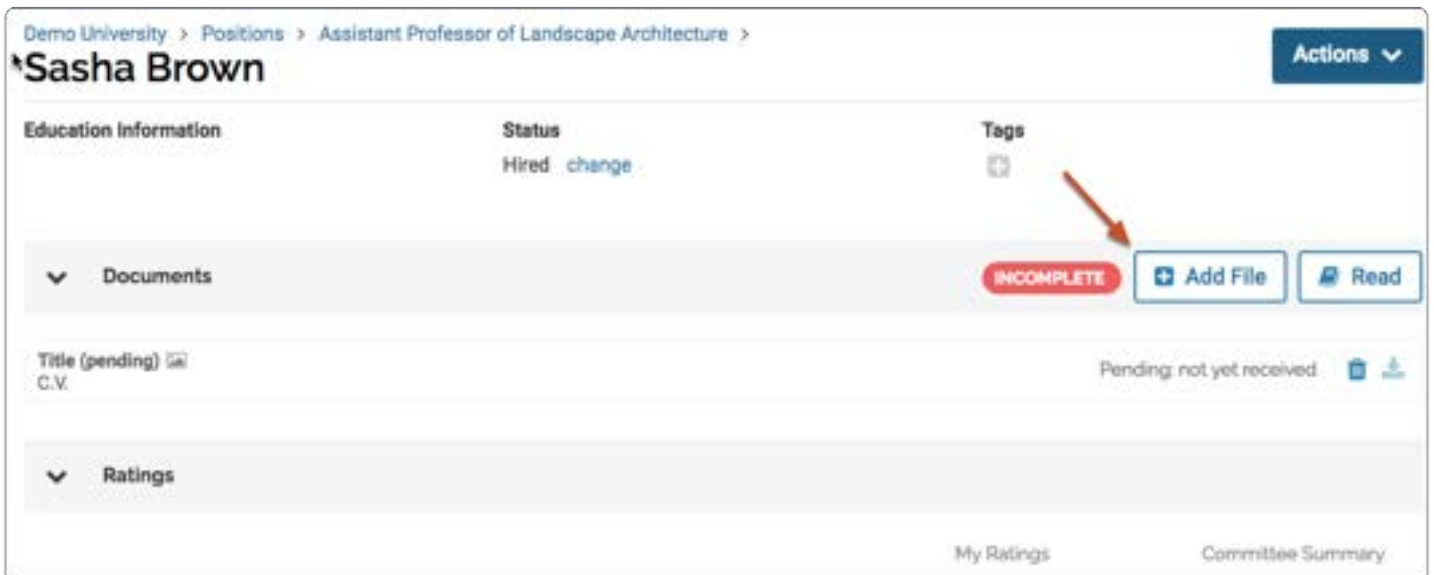 Demo University > Positions > Assistant Professor of Landscape Architecture >
Sasha Brown
Actions
Education Information
Status
Tags
Hired change
Documents
INCOMPLETE
Add File
Read
Title (pending)
C.V.
Pending: not yet received
Ratings
My Ratings
Committee Summary